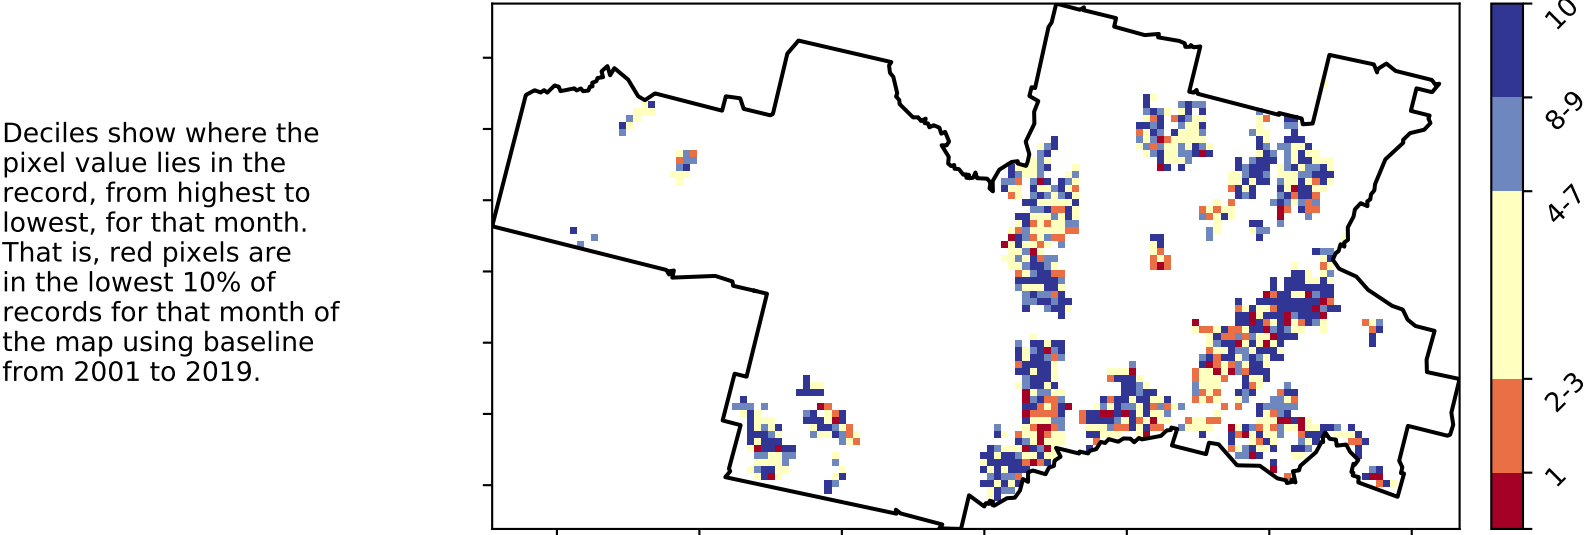 Deciles show where the
pixel value lies in the
record, from highest to
lowest, for that month.
That is, red pixels are
in the lowest 10% of
records for that month of
the map using baseline
from 2001 to 2019.
10
8-9
4-7
2-3
1